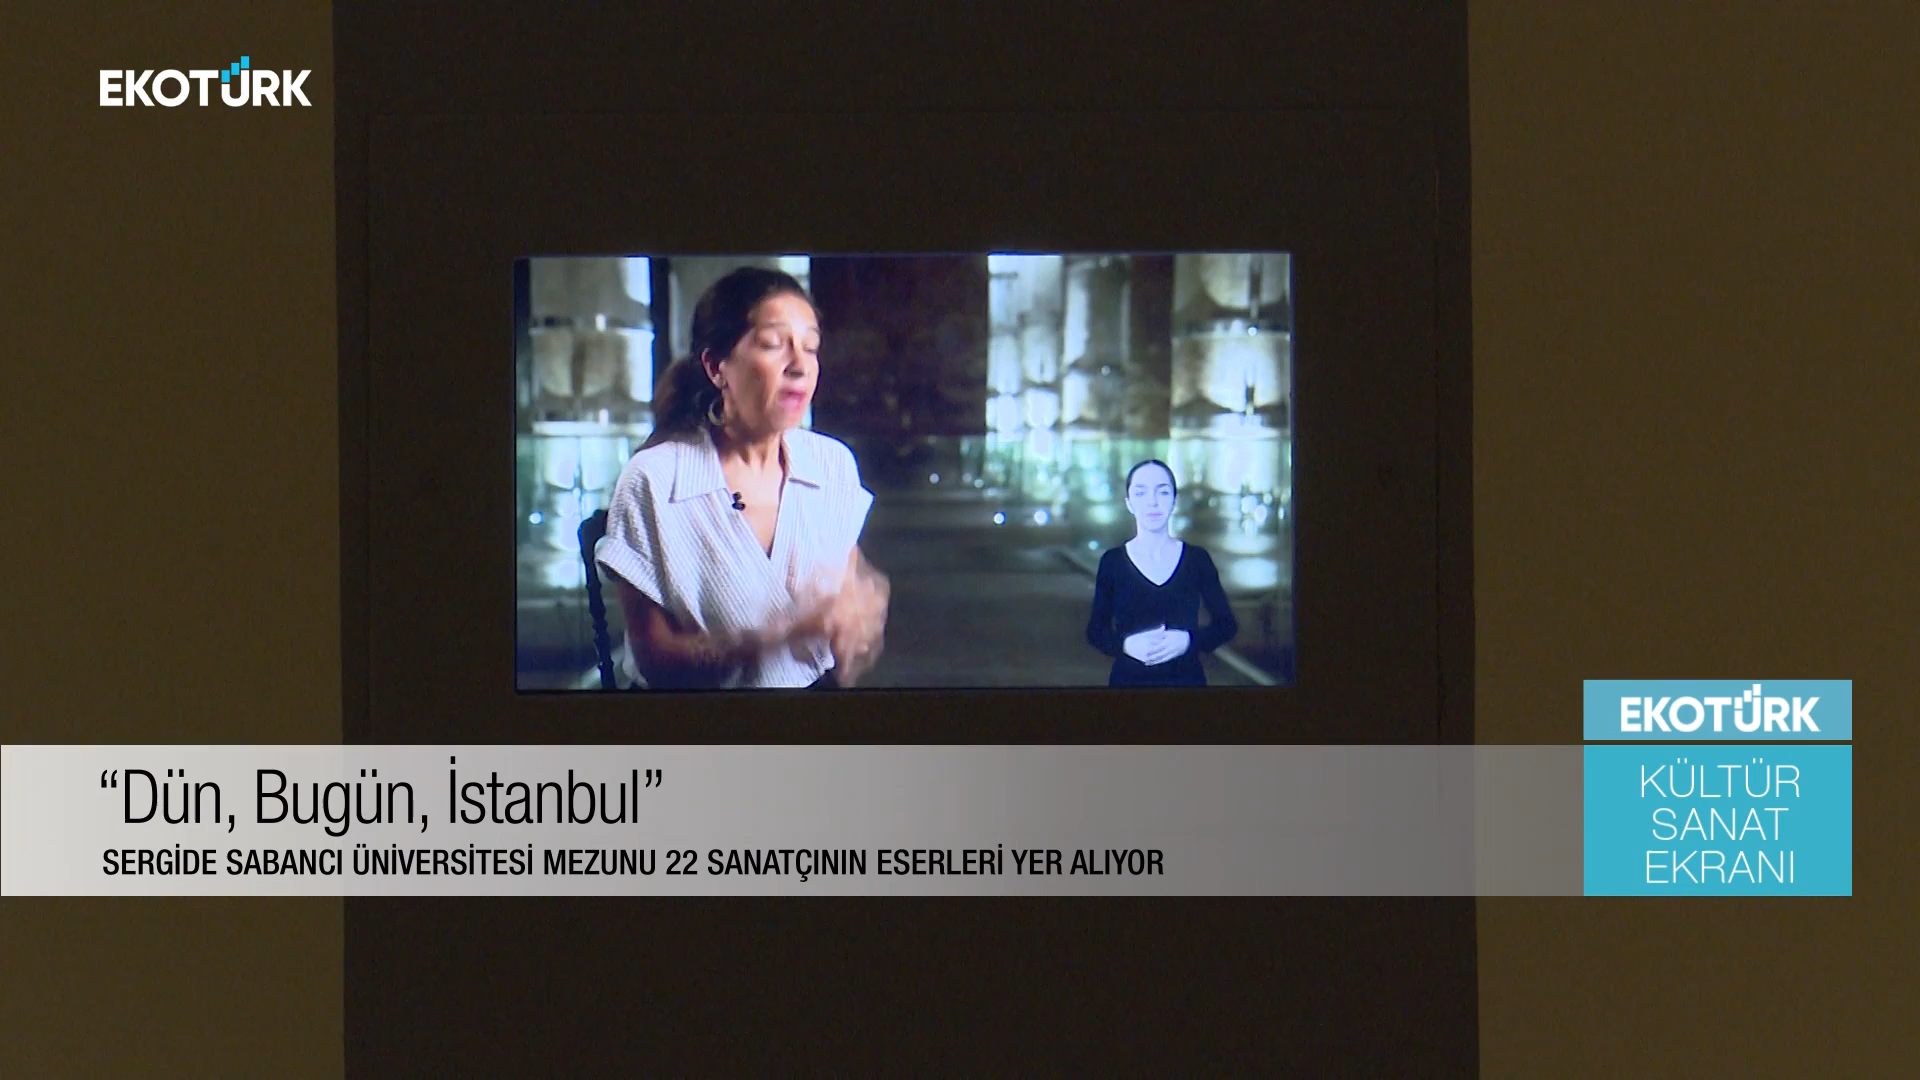 EKOTÜRK
EKOTÜRK
“Dün, Bugün, İstanbul”
SERGİDE SABANCI ÜNİVERSİTESİ MEZUNU 22 SANATÇININ ESERLERİ YER ALIYOR
KÜLTÜR
SANAT
EKRANI